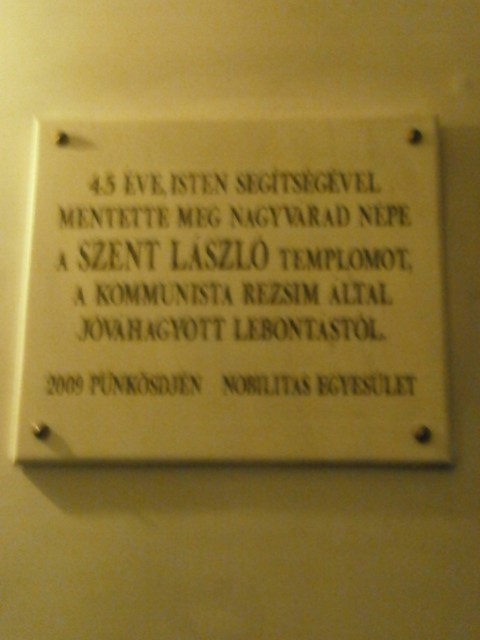 45 ÉVE, ISTEN SEGÍTSÉGÉVEL
MENTETTE MEG NAGYVÁRAD NÉPE
A SZENT LÁSZLÓ TEMPLOMOT,
A KOMMUNISTA REZSIM ÁLTAL
JÓVÁHAGYOTT LEBONTÁSTÓL.
2009 PÜNKÖSDJÉN NOBILITAS EGYESÜLET